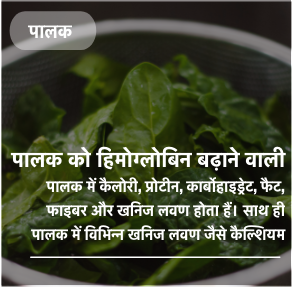 पालक
पालक को हिमोग्लोबिन बढ़ाने वाली
पालक में कैलोरी, प्रोटीन, कार्बोहाइड्रेट, फैट,
फाइबर और खनिज लवण होता हैं। साथ ही
पालक में विभिन्न खनिज लवण जैसे कैल्शियम